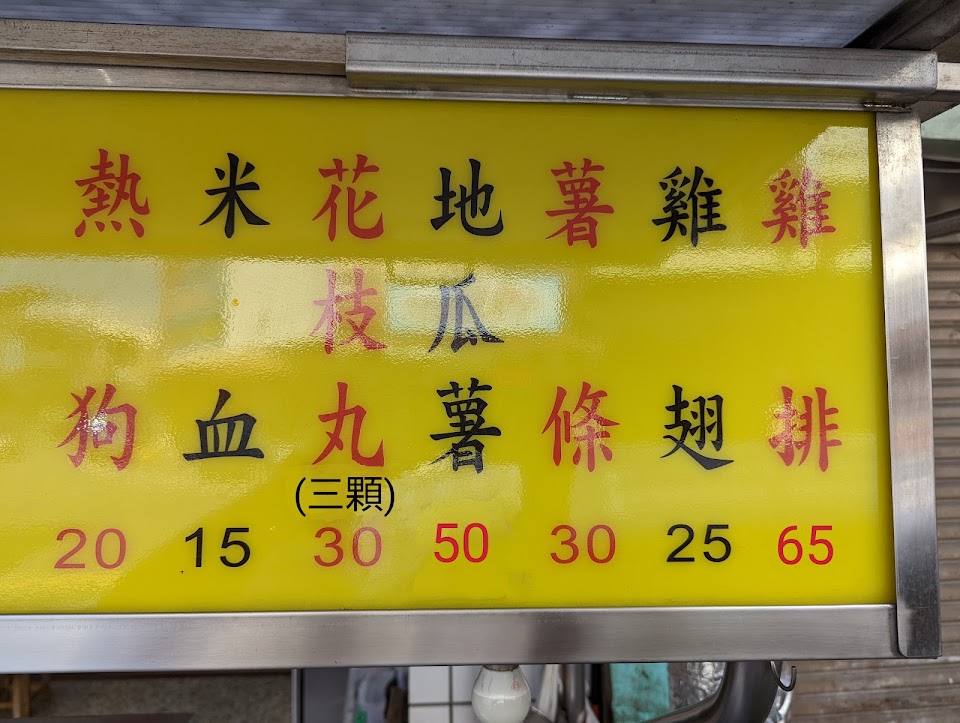 雞排 65
雞翅 25
薯條 30
地瓜薯 50
花枝丸 (三顆) 30
米血 15
熱狗 20